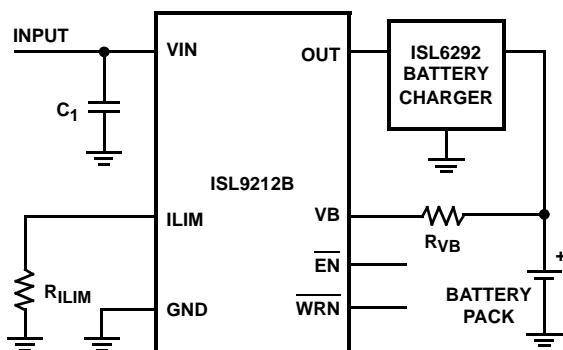 INPUT
VIN
OUT
ISL6292
BATTERY
CHARGER
C1
ISL9212B
ILIM
VB
RVB
EN
RILIM
GND
WRN
+
BATTERY
PACK